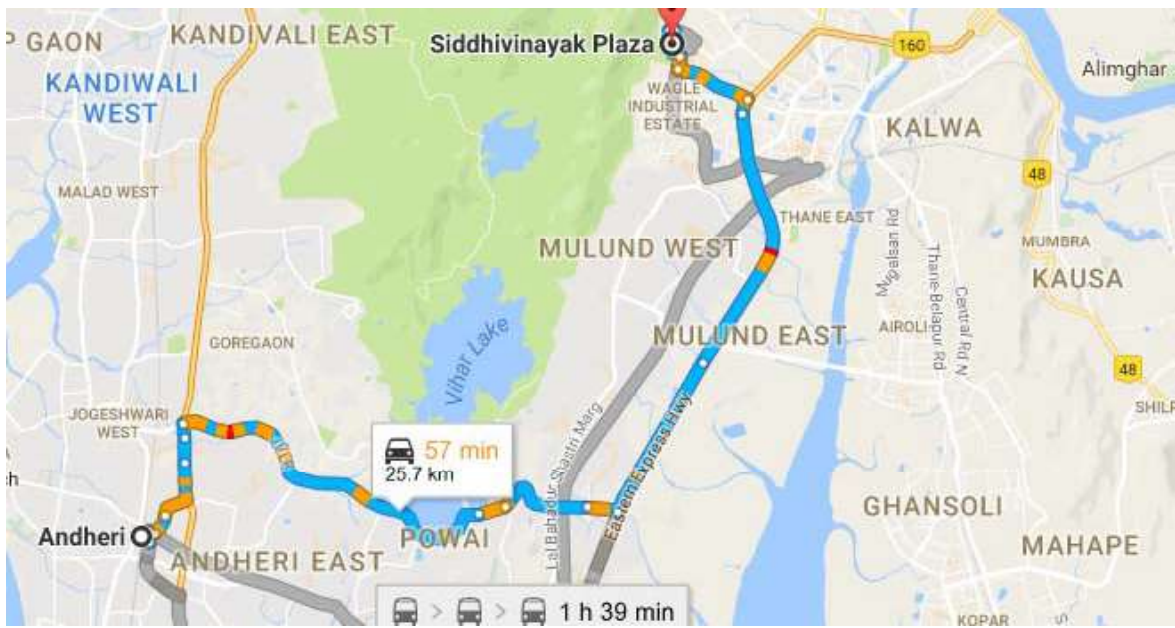 P GAON
KANDIVALI EAST
Siddhivinayak Plaza
160
Alimghar
KANDIWALI
WEST
WAGLE
INDUSTRIAL
ESTATE
KALWA
48
MALAD WEST
THANE EAST
MULUND WEST
MUMBRA
KAUSA
Mugalsan Rd
Thane-Belapur Rd
Central Rd N
GOREGAON
Vihar Lake
MULUND EAST
AIROLI
48
SHILP
JOGESHWARI
WEST
57 min
25.7 km
Lal Bahadur Shastri Marg
Eastern Express Hwy
ch
GHANSOLI
Andheri
ANDHERI EAST
POWAI
MAHAPE
1 h 39 min
KOPAR